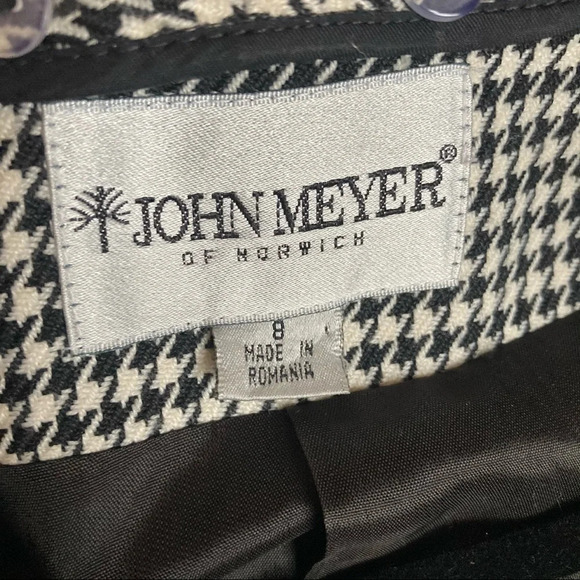 JOHN MEYER®
OF NORWICH
8
MADE IN
ROMANIA